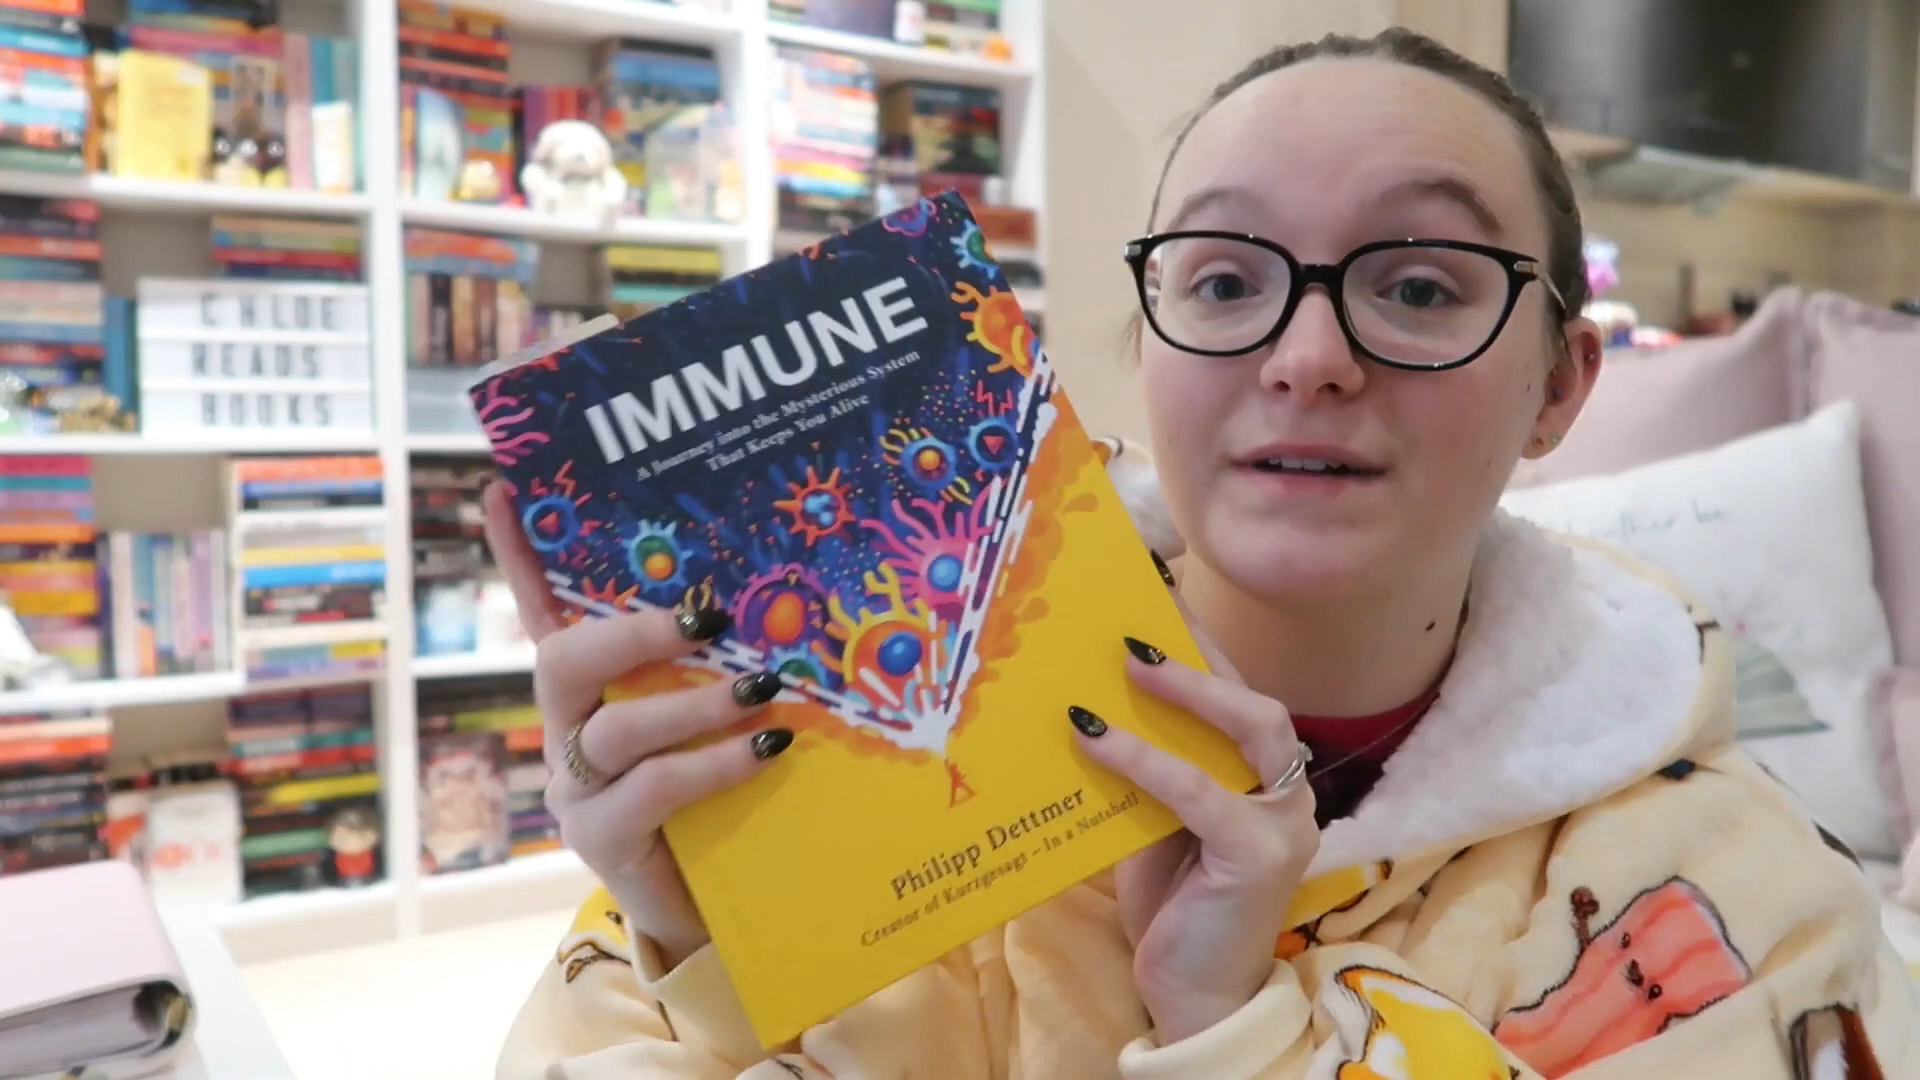 CHLOE
READS
BOOKS
IMMUNE
A Journey into the Mysterious System
That Keeps You Alive
Philipp Dettmer
Creator of Kurzgesagt – In a Nutshell